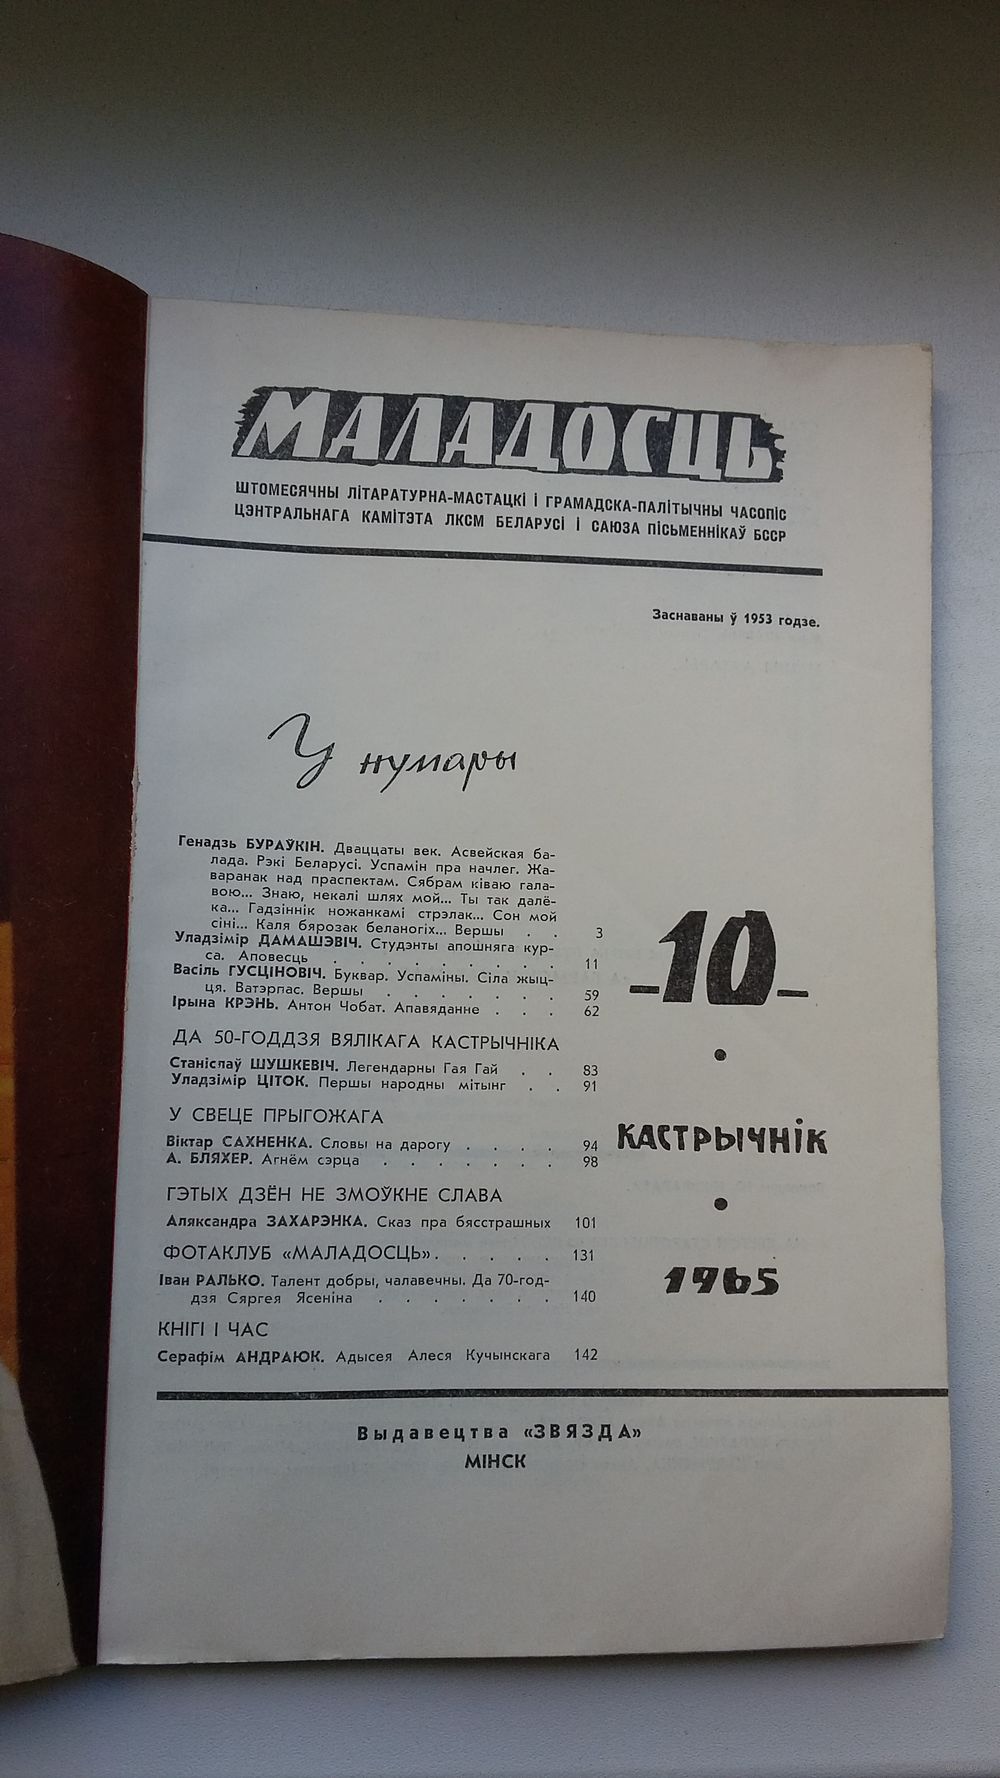 МАЛАДОСЦЬ
ШТОМЕСЯЧНЫ ЛІТАРАТУРНА-МАСТАЦКІ І ГРАМАДСКА-ПАЛІТЫЧНЫ ЧАСОПІС
ЦЭНТРАЛЬНАГА КАМІТЭТА ЛКСМ БЕЛАРУСІ І САЮЗА ПІСЬМЕННІКАЎ БССР
Заснаваны ў 1953 годзе.
У нумары
Генадзь БУРАЎКІН. Дваццаты век. Асвейская ба-
лада. Рэкі Беларусі. Успамін пра начлег. Жа-
варанак над праспектам. Сябрам ківаю гала-
вою... Знаю, некалі шлях мой... Ты так далё-
ка... Гадзіннік ножанкамі стрэлак... Сон мой
сіні... Каля бярозак беланогіх... Вершы . . 3
Уладзімір ДАМАШЭВІЧ. Студэнты апошняга кур-
са. Аповесць . . . . . . . . . 11
Васіль ГУСЦІНОВІЧ. Буквар. Успаміны. Сіла жыц-
ця. Ватэрпас. Вершы . . . . . . . 59
Ірына КРЭНЬ. Антон Чобат. Апавяданне . . . 62
ДА 50-ГОДДЗЯ ВЯЛІКАГА КАСТРЫЧНІКА
Станіслаў ШУШКЕВІЧ. Легендарны Гая Гай . . 83
Уладзімір ЦІТОК. Першы народны мітынг . . 91
У СВЕЦЕ ПРЫГОЖАГА
Віктар САХНЕНКА. Словы на дарогу . . . . 94
А. БЛЯХЕР. Агнём сэрца . . . . . . . 98
ГЭТЫХ ДЗЁН НЕ ЗМОЎКНЕ СЛАВА
Аляксандра ЗАХАРЭНКА. Сказ пра бясстрашных 101
ФОТАКЛУБ «МАЛАДОСЦЬ» . . . . . 131
Іван РАЛЬКО. Талент добры, чалавечны. Да 70-год-
дзя Сяргея Ясеніна . . . . . . . 140
КНІГІ І ЧАС
Серафім АНДРАЮК. Адысея Алеся Кучынскага 142
–10–
•
КАСТРЫЧНІК
•
1965
Выдавецтва «ЗВЯЗДА»
МІНСК